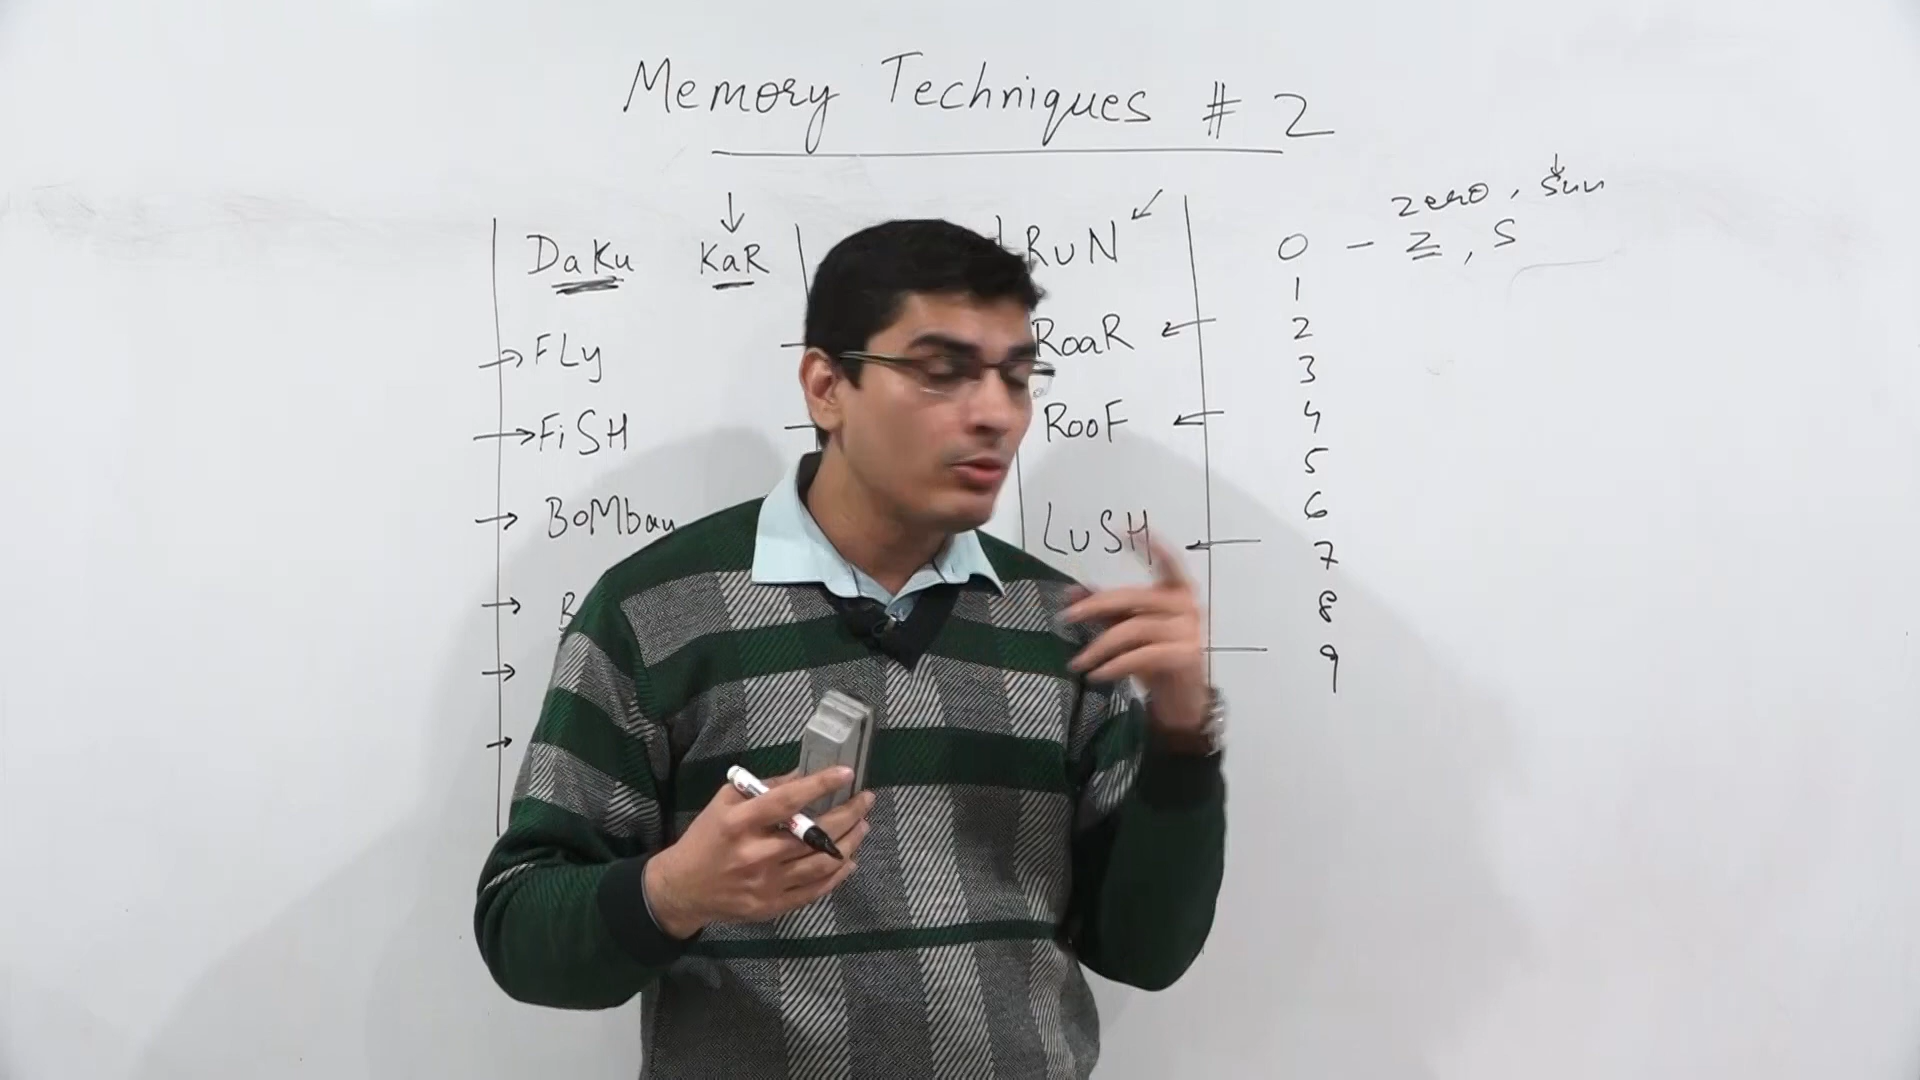 Memory Techniques # 2
zero, Sun
DaKu KaR RuN 0 - Z, S
1
FLy RoaR 2
3
FiSH RooF 4
5
BoMbay LuSH 6
7
8
9